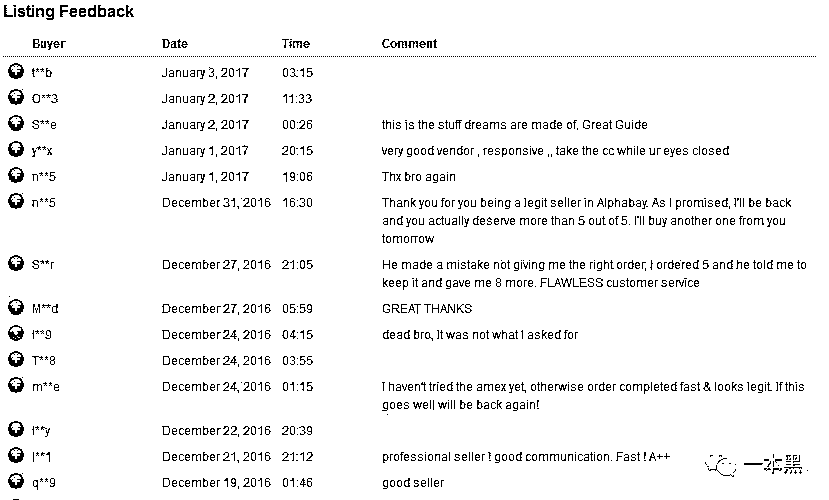 Listing Feedback
Buyer Date Time Comment
t**b January 3, 2017 03:15
O**3 January 2, 2017 11:33
S**e January 2, 2017 00:26 this is the stuff dreams are made of, Great Guide
y**x January 1, 2017 20:15 very good vendor , responsive ,, take the cc while ur eyes closed
n**5 January 1, 2017 19:06 Thx bro again
n**5 December 31, 2016 16:30 Thank you for you being a legit seller in Alphabay. As I promised, I'll be back
and you actually deserve more than 5 out of 5. I'll buy another one from you
tomorrow
S**r December 27, 2016 21:05 He made a mistake not giving me the right order, I ordered 5 and he told me to
keep it and gave me 8 more. FLAWLESS customer service
M**d December 27, 2016 05:59 GREAT THANKS
l**9 December 24, 2016 04:15 dead bro, It was not what I asked for
T**8 December 24, 2016 03:55
m**e December 24, 2016 01:15 I haven't tried the amex yet, otherwise order completed fast & looks legit. If this
goes well will be back again!
l**y December 22, 2016 20:39
l**1 December 21, 2016 21:12 professional seller ! good communication. Fast ! A++
q**9 December 19, 2016 01:46 good seller
一本黑